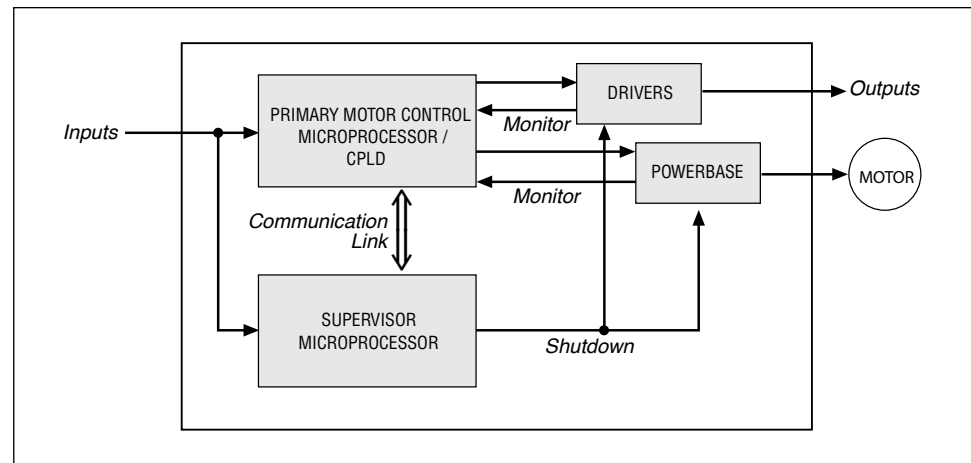 Inputs
PRIMARY MOTOR CONTROL
MICROPROCESSOR /
CPLD
DRIVERS
Outputs
Monitor
POWERBASE
MOTOR
Monitor
Communication
Link
SUPERVISOR
MICROPROCESSOR
Shutdown